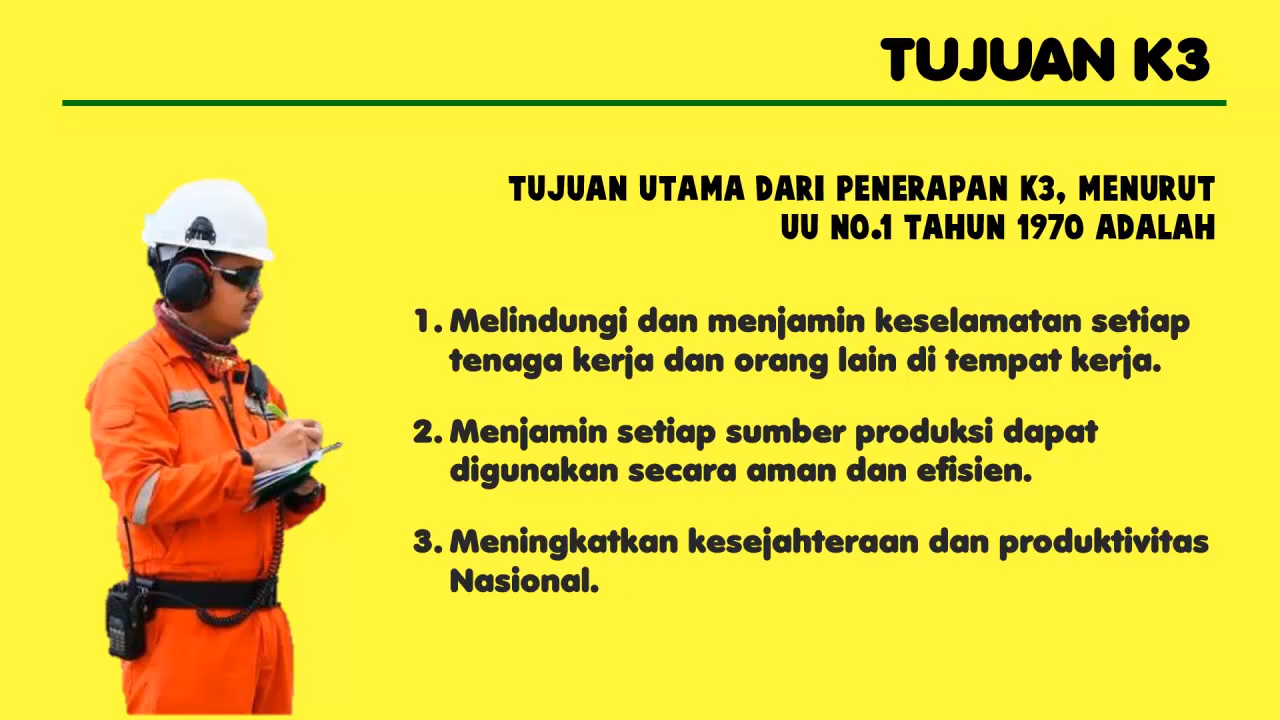 TUJUAN K3
TUJUAN UTAMA DARI PENERAPAN K3, MENURUT
UU NO.1 TAHUN 1970 ADALAH
1. Melindungi dan menjamin keselamatan setiap
tenaga kerja dan orang lain di tempat kerja.
2. Menjamin setiap sumber produksi dapat
digunakan secara aman dan efisien.
3. Meningkatkan kesejahteraan dan produktivitas
Nasional.